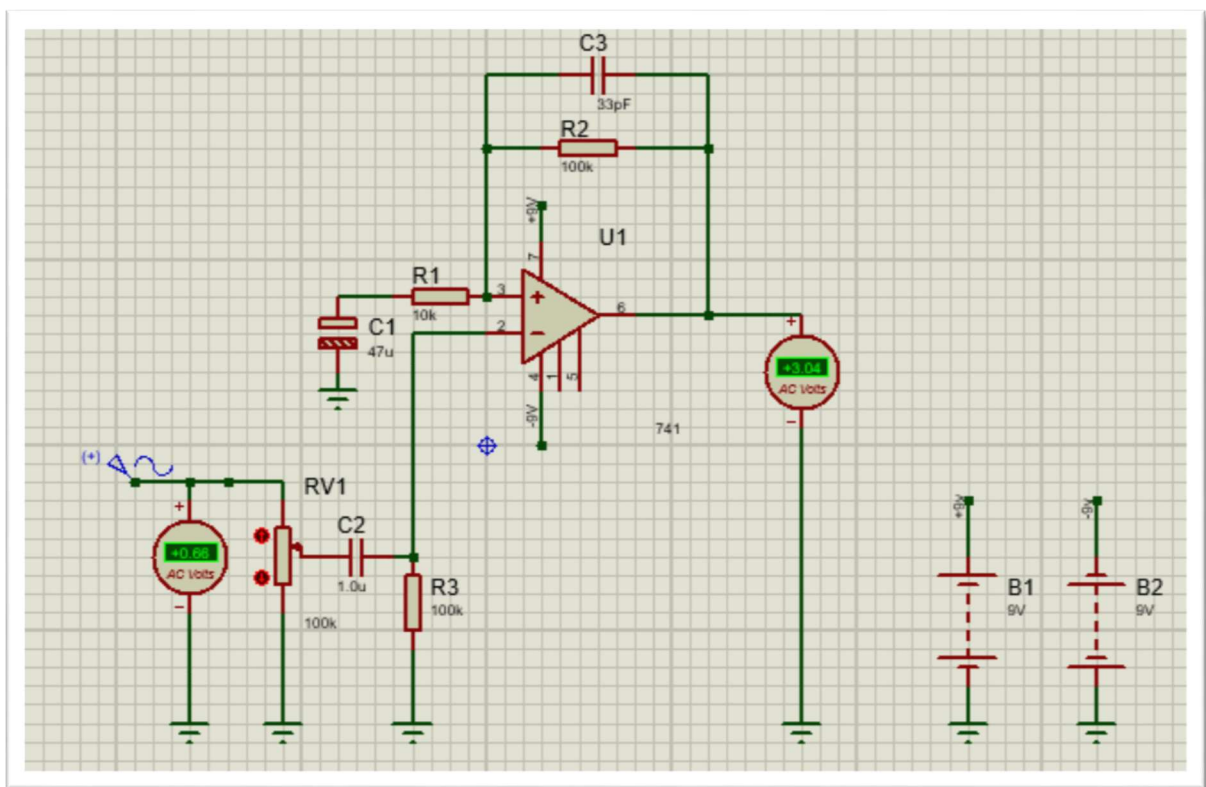 C3
33pF
R2
100k
+9V
7
U1
R1
3
+
6
10k
2
−
C1
47u
4
1
5
-9V
741
+
+3.04
AC Volts
−
(+)
RV1
+
C2
+0.66
AC Volts
1.0u
−
R3
100k
100k
+9V
-9V
B1
9V
B2
9V